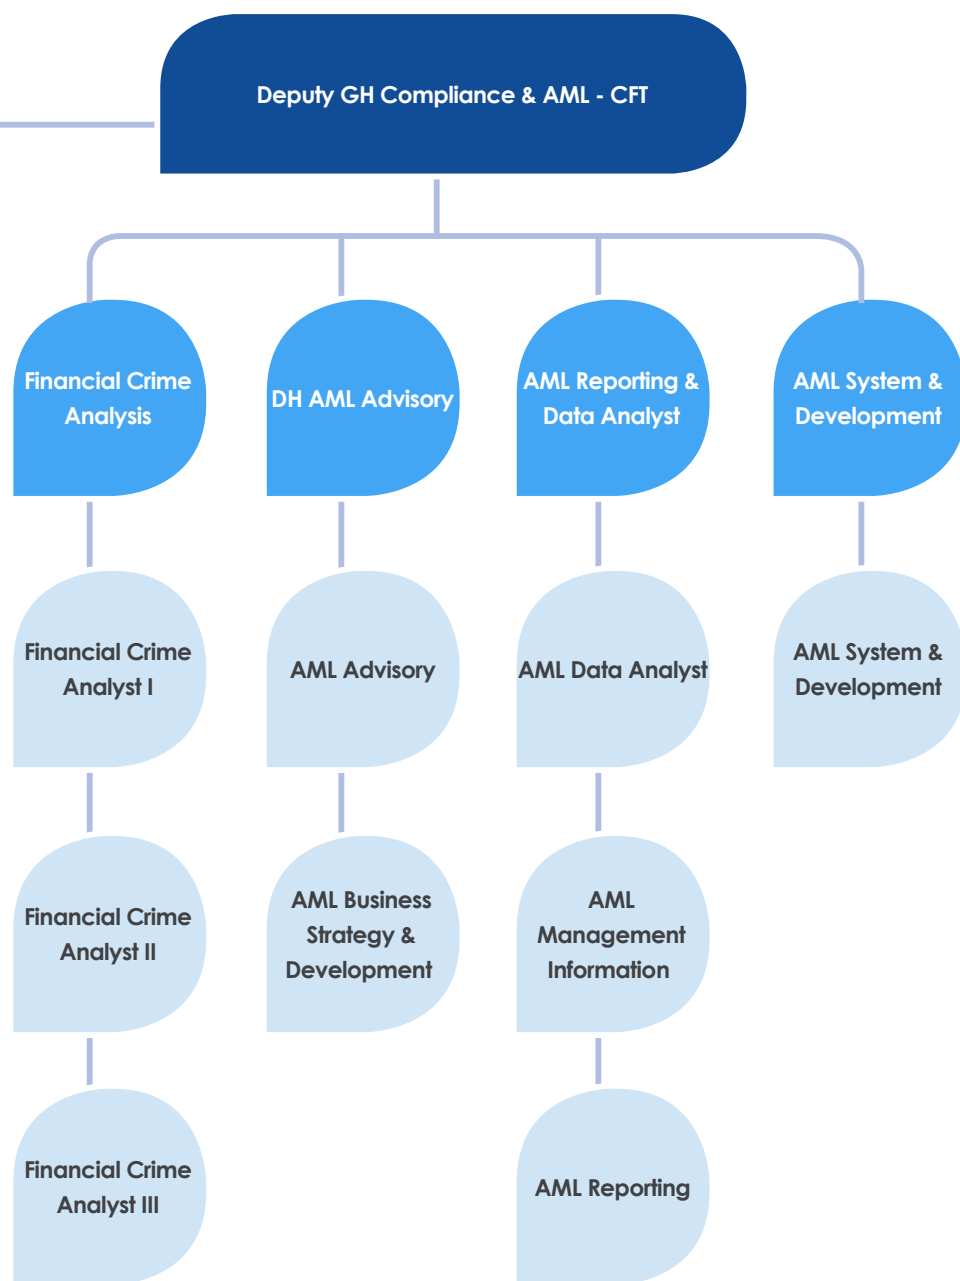 Deputy GH Compliance & AML - CFT
Financial Crime
Analysis
DH AML Advisory
AML Reporting &
Data Analyst
AML System &
Development
Financial Crime
Analyst I
AML Advisory
AML Data Analyst
AML System &
Development
Financial Crime
Analyst II
AML Business
Strategy &
Development
AML
Management
Information
Financial Crime
Analyst III
AML Reporting